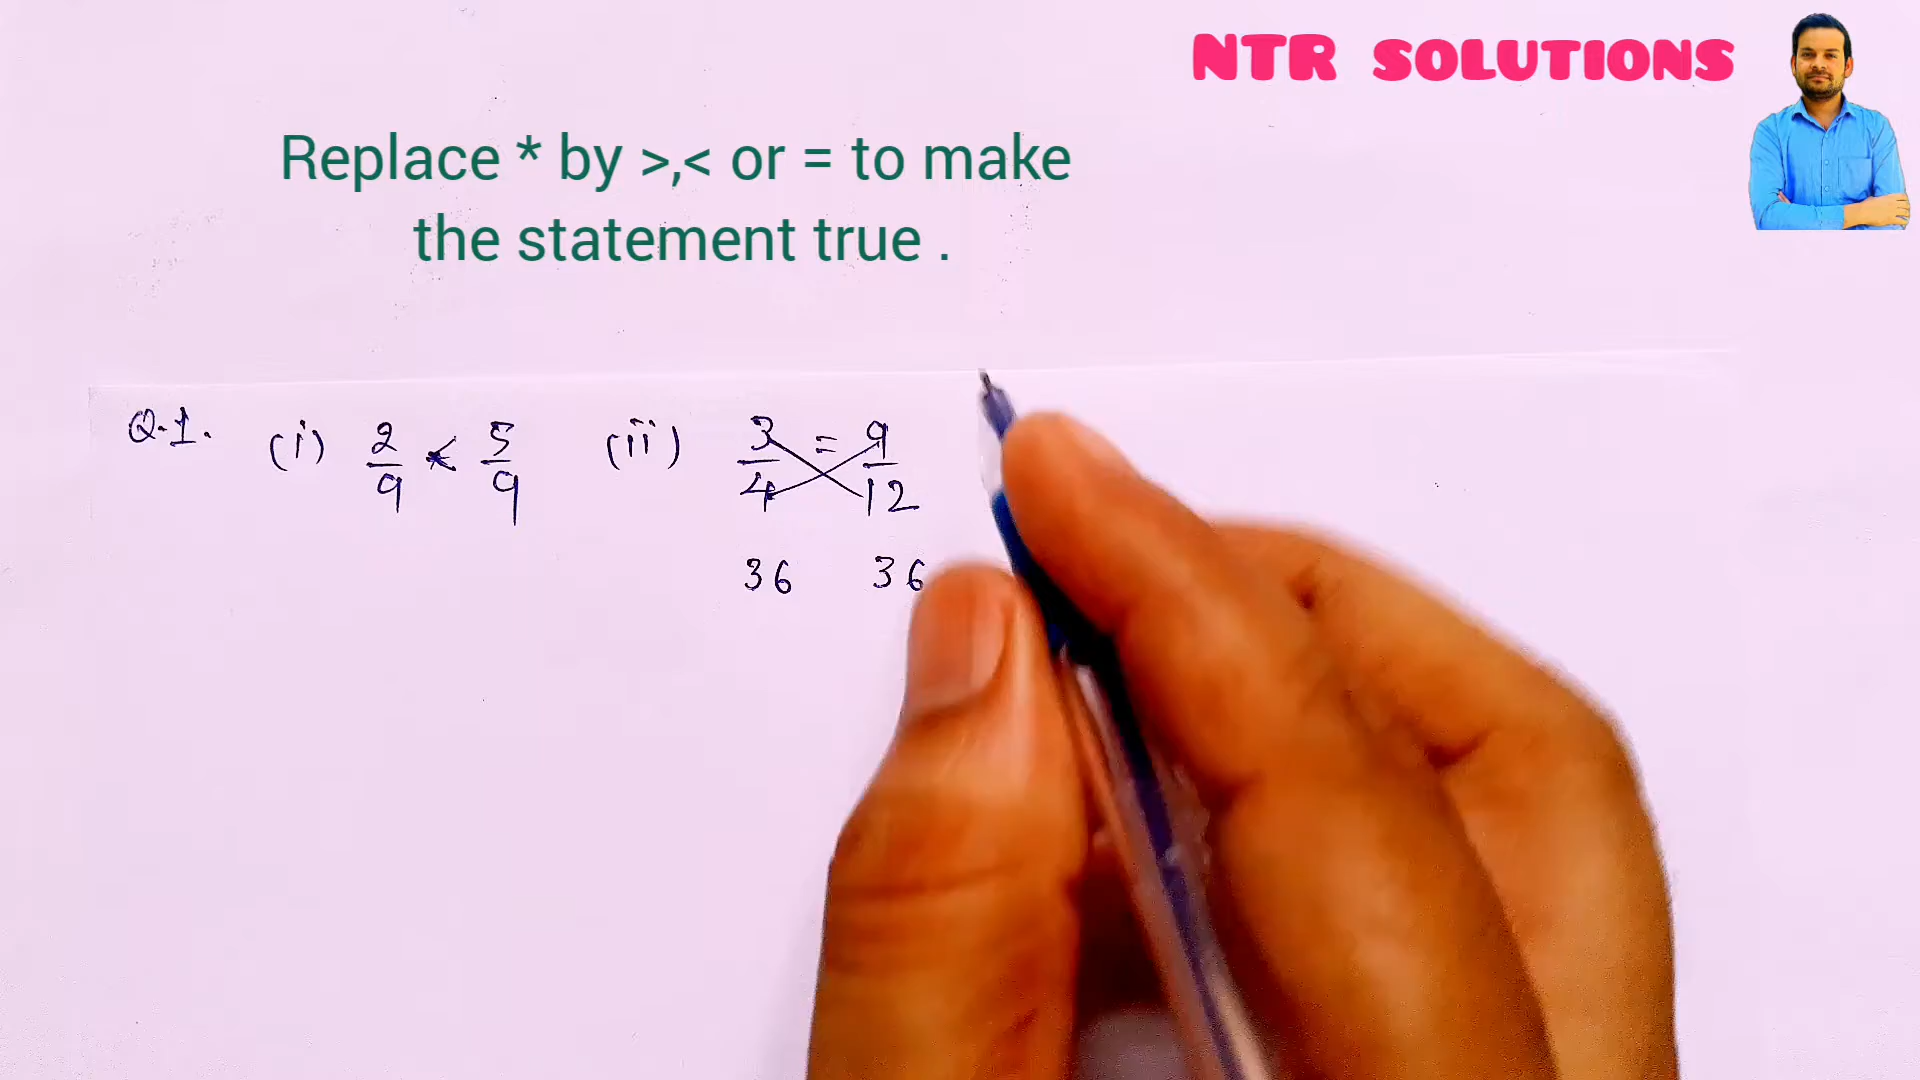 NTR SOLUTIONS
Replace * by >,< or = to make
the statement true .
Q.1. (i) 2/9 < 5/9 (ii) 3/4 = 9/12
36 36